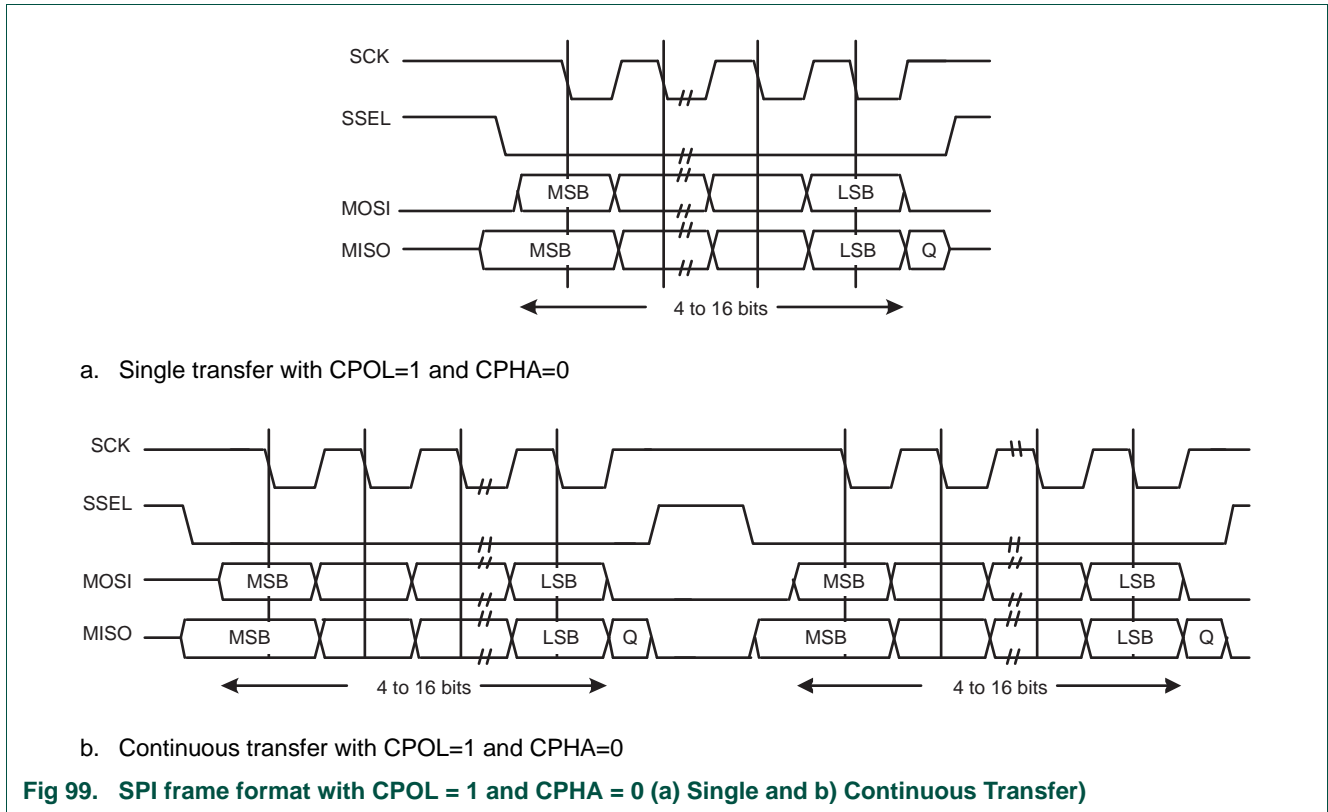 SCK
SSEL
MOSI MSB LSB
MISO MSB LSB Q
4 to 16 bits
a. Single transfer with CPOL=1 and CPHA=0
SCK
SSEL
MOSI MSB LSB MSB LSB
MISO MSB LSB Q MSB LSB Q
4 to 16 bits 4 to 16 bits
b. Continuous transfer with CPOL=1 and CPHA=0
Fig 99. SPI frame format with CPOL = 1 and CPHA = 0 (a) Single and b) Continuous Transfer)